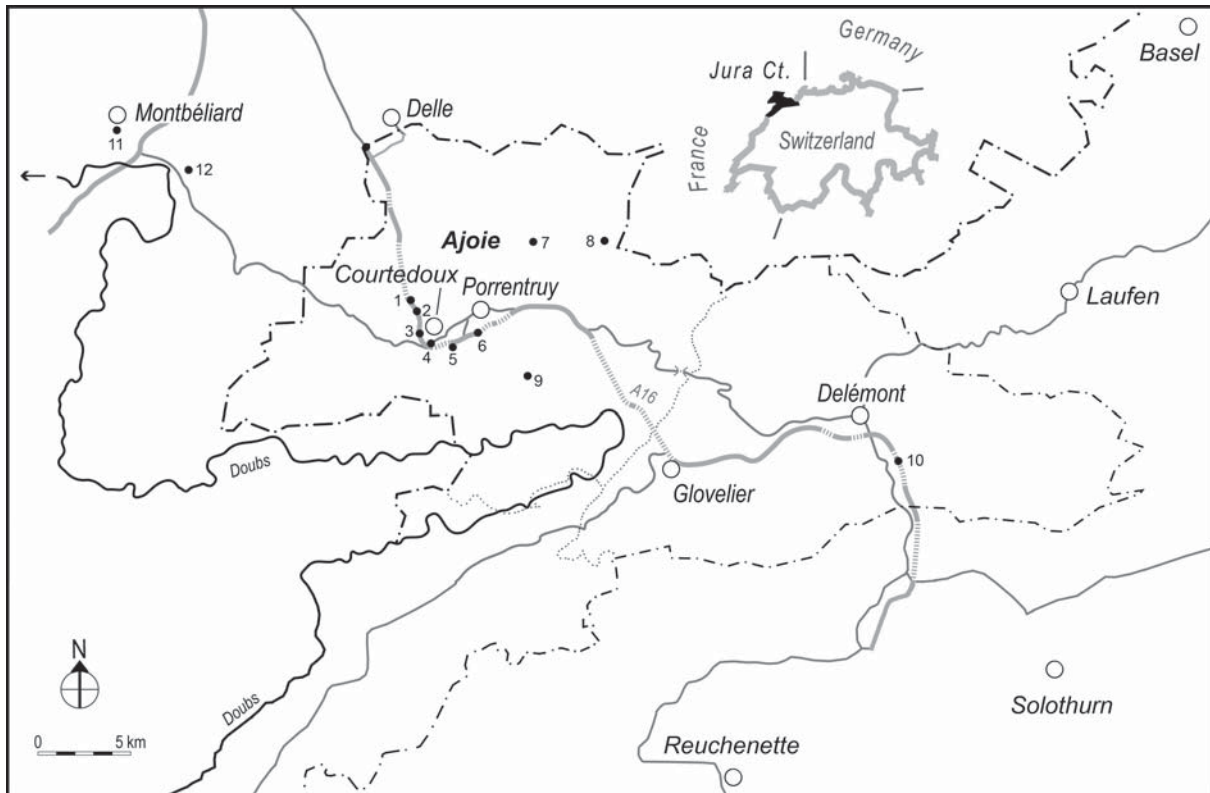 Germany
Basel
Jura Ct.
Montbéliard
Delle
Switzerland
11
France
12
Ajoie
7
8
Courtedoux
Porrentruy
1
2
Laufen
3
6
4
5
9
A16
Delémont
Doubs
10
Glovelier
N
Solothurn
Doubs
0 5 km
Reuchenette